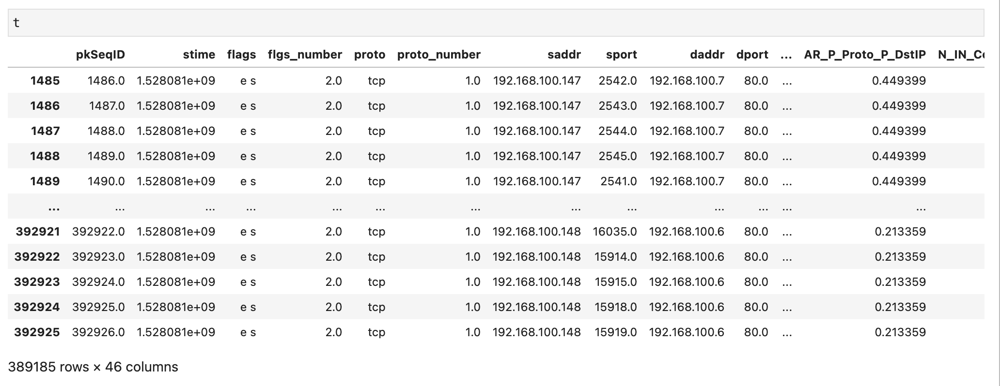 t
pkSeqID stime flags flgs_number proto proto_number saddr sport daddr dport ... AR_P_Proto_P_DstIP
1485 1486.0 1.528081e+09 e s 2.0 tcp 1.0 192.168.100.147 2542.0 192.168.100.7 80.0 ... 0.449399
1486 1487.0 1.528081e+09 e s 2.0 tcp 1.0 192.168.100.147 2543.0 192.168.100.7 80.0 ... 0.449399
1487 1488.0 1.528081e+09 e s 2.0 tcp 1.0 192.168.100.147 2544.0 192.168.100.7 80.0 ... 0.449399
1488 1489.0 1.528081e+09 e s 2.0 tcp 1.0 192.168.100.147 2545.0 192.168.100.7 80.0 ... 0.449399
1489 1490.0 1.528081e+09 e s 2.0 tcp 1.0 192.168.100.147 2541.0 192.168.100.7 80.0 ... 0.449399
... ... ... ... ... ... ... ... ... ... ... ... ...
392921 392922.0 1.528081e+09 e s 2.0 tcp 1.0 192.168.100.148 16035.0 192.168.100.6 80.0 ... 0.213359
392922 392923.0 1.528081e+09 e s 2.0 tcp 1.0 192.168.100.148 15914.0 192.168.100.6 80.0 ... 0.213359
392923 392924.0 1.528081e+09 e s 2.0 tcp 1.0 192.168.100.148 15915.0 192.168.100.6 80.0 ... 0.213359
392924 392925.0 1.528081e+09 e s 2.0 tcp 1.0 192.168.100.148 15918.0 192.168.100.6 80.0 ... 0.213359
392925 392926.0 1.528081e+09 e s 2.0 tcp 1.0 192.168.100.148 15919.0 192.168.100.6 80.0 ... 0.213359
389185 rows × 46 columns